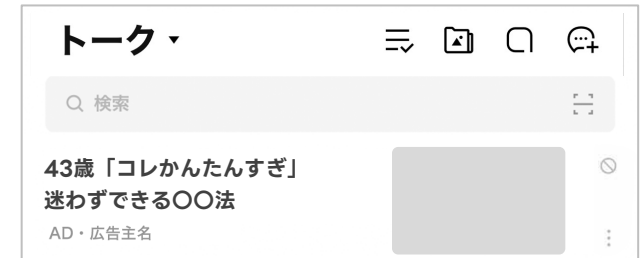 トーク
検索
43歳「コレかんたんすぎ」
迷わずできる〇〇法
AD・広告主名